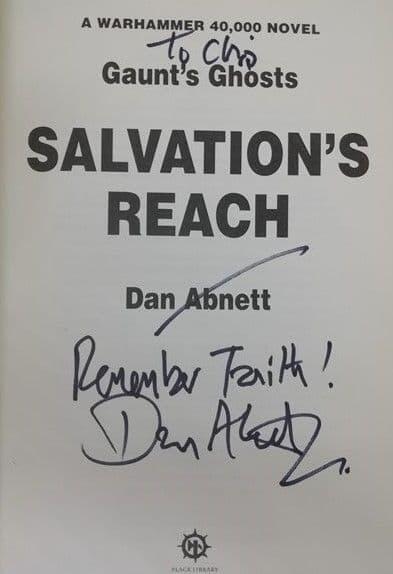 A WARHAMMER 40,000 NOVEL
To Chris
Gaunt's Ghosts
SALVATION'S
REACH
Dan Abnett
Remember Tanith!
Dan Abnett
BLACK LIBRARY